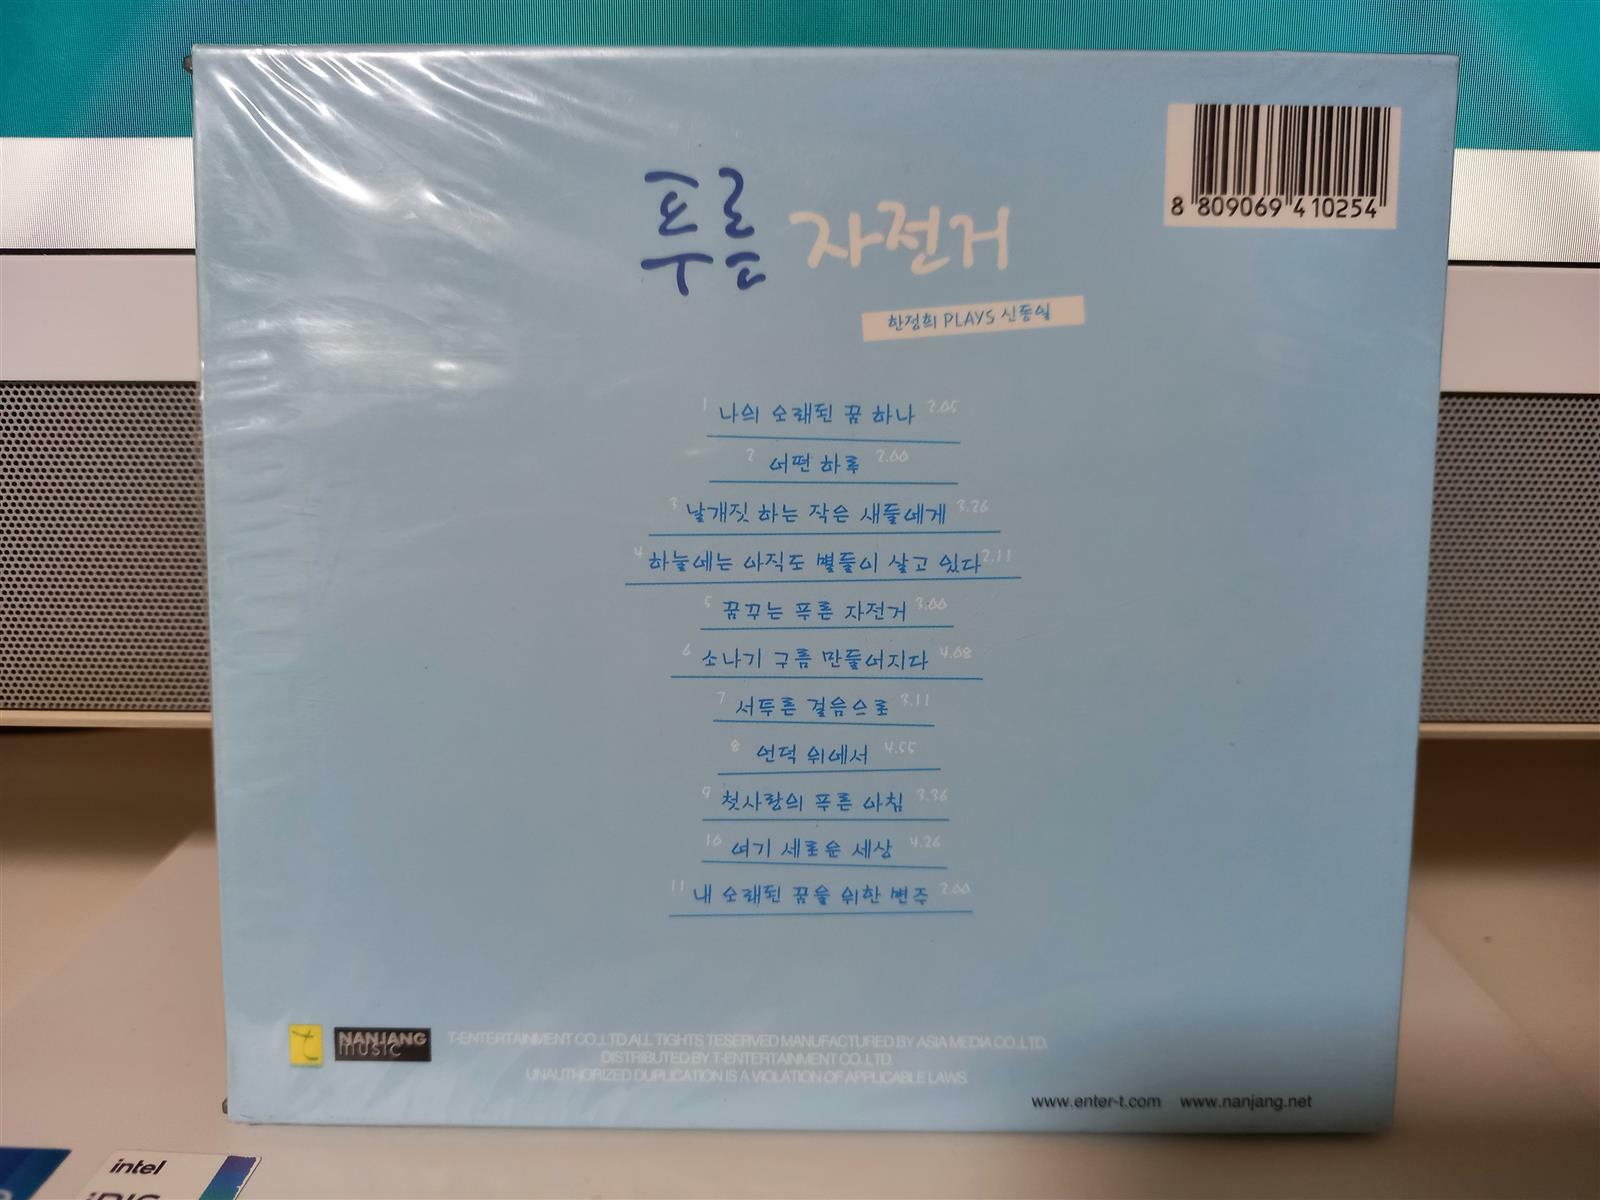 8 809069 410254
푸른 자전거
한정희 PLAYS 신동일
1 나의 오래된 꿈 하나 2.05
2 어떤 하루 2.00
3 날개짓 하는 작은 새들에게 3.26
4 하늘에는 아직도 별들이 살고 있다 2.11
5 꿈꾸는 푸른 자전거 3.00
6 소나기 구름 만들어지다 4.08
7 서투른 걸음으로 3.11
8 언덕 위에서 4.55
9 첫사랑의 푸른 아침 3.36
10 여기 새로운 세상 4.26
11 내 오래된 꿈을 위한 변주 2.00
t NANJANG music
T-ENTERTAINMENT CO.,LTD.ALL TIGHTS TESERVED MANUFACTURED BY ASIA MEDIA CO.,LTD.
DISTRIBUTED BY T-ENTERTAINMENT CO.,LTD.
UNAUTHORIZED DUPLICATION IS A VIOLATION OF APPLICABLE LAWS.
www.enter-t.com www.nanjang.net
intel